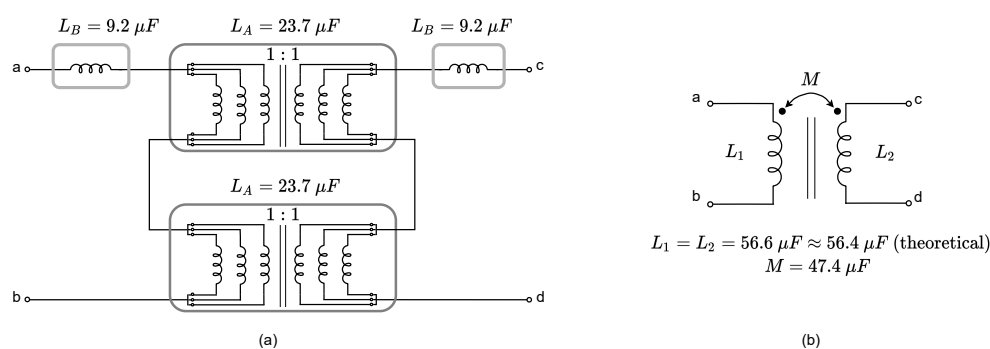 L_B = 9.2 μF
L_A = 23.7 μF
L_B = 9.2 μF
1 : 1
a
c
L_A = 23.7 μF
1 : 1
b
d
(a)
M
a
c
L_1
L_2
b
d
L_1 = L_2 = 56.6 μF ≈ 56.4 μF (theoretical)
M = 47.4 μF
(b)